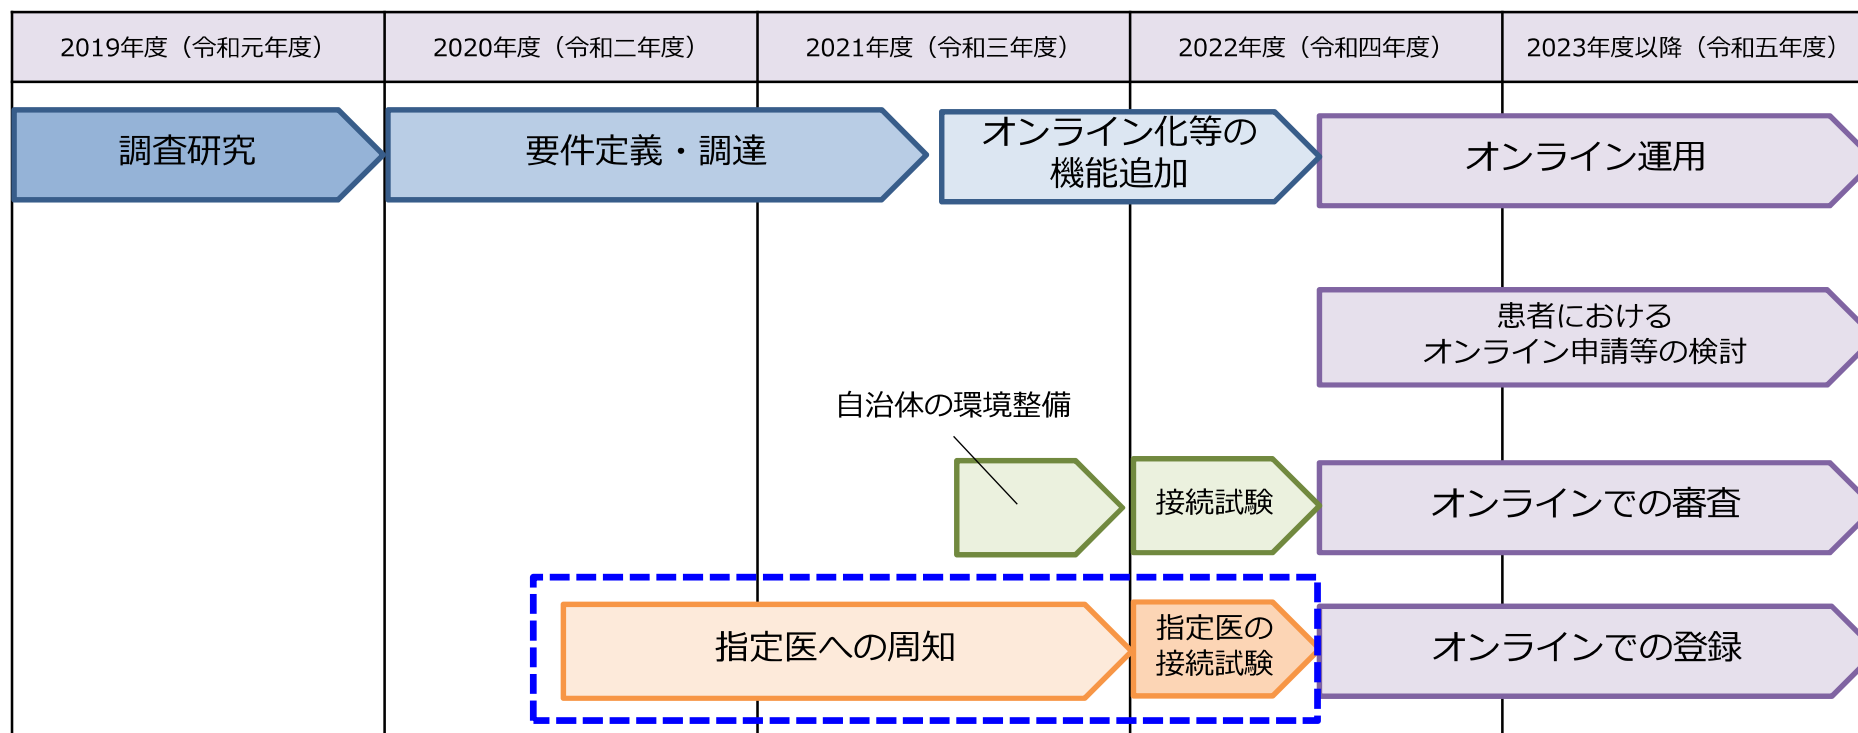 2019年度（令和元年度）
2020年度（令和二年度）
2021年度（令和三年度）
2022年度（令和四年度）
2023年度以降（令和五年度）
調査研究
要件定義・調達
オンライン化等の
機能追加
オンライン運用
患者における
オンライン申請等の検討
自治体の環境整備
接続試験
オンラインでの審査
指定医への周知
指定医の
接続試験
オンラインでの登録